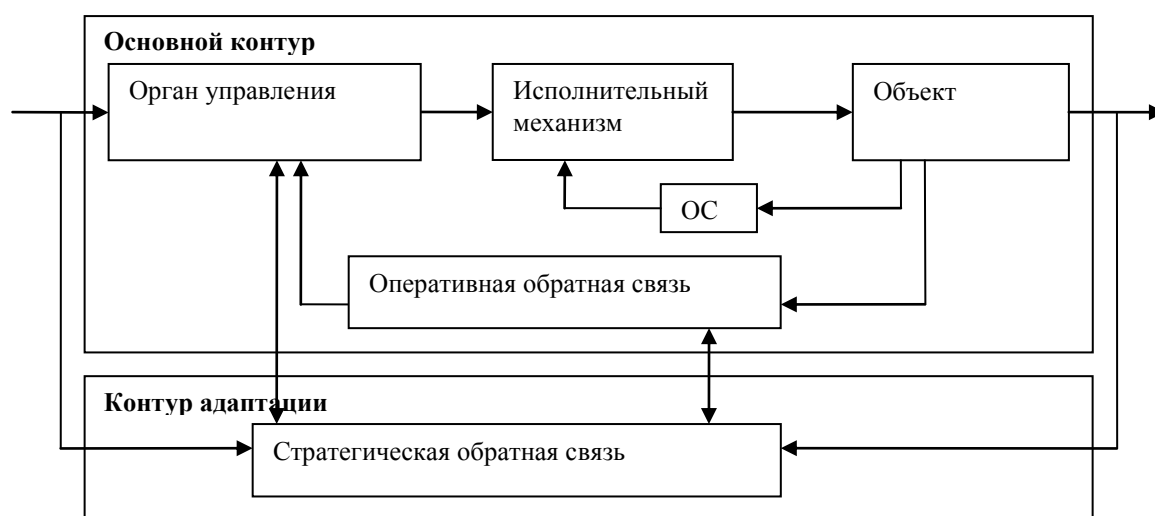 Основной контур
Орган управления
Исполнительный
механизм
Объект
ОС
Оперативная обратная связь
Контур адаптации
Стратегическая обратная связь